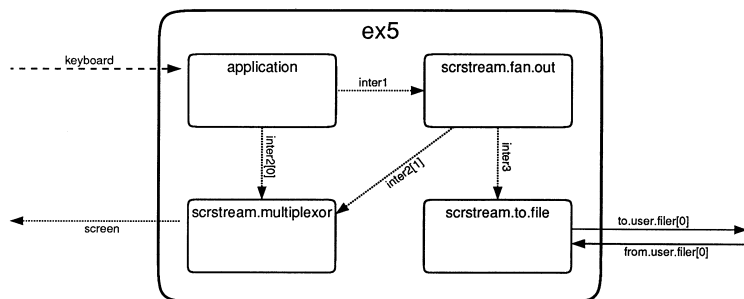 ex5
keyboard
application
scrstream.fan.out
inter1
inter2[0]
inter2[1]
inter3
scrstream.multiplexor
scrstream.to.file
screen
to.user.filer[0]
from.user.filer[0]